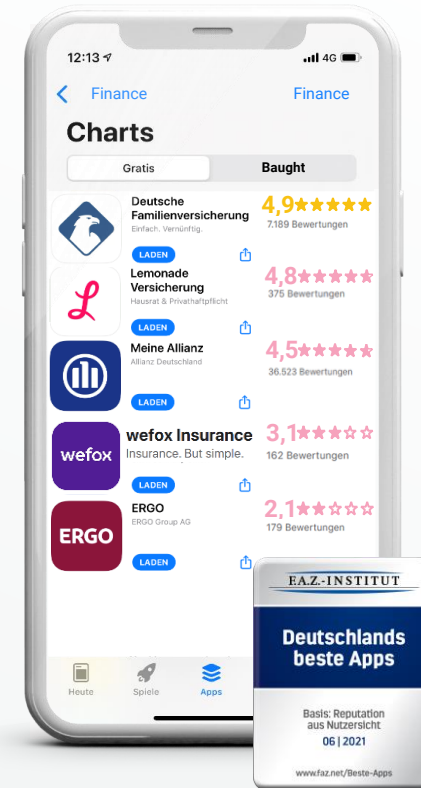 12:13
4G
Finance
Finance
Charts
Gratis
Baught
Deutsche
Familienversicherung
Einfach. Vernünftig.
LADEN
4,9
7.189 Bewertungen
Lemonade
Versicherung
Hausrat & Privathaftpflicht
LADEN
4,8
375 Bewertungen
Meine Allianz
Allianz Deutschland
LADEN
4,5
36.523 Bewertungen
wefox
wefox Insurance
Insurance. But simple.
LADEN
3,1
162 Bewertungen
ERGO
ERGO
ERGO Group AG
LADEN
2,1
179 Bewertungen
Heute
Spiele
Apps
F.A.Z.-INSTITUT
Deutschlands
beste Apps
Basis: Reputation
aus Nutzersicht
06 | 2021
www.faz.net/Beste-Apps